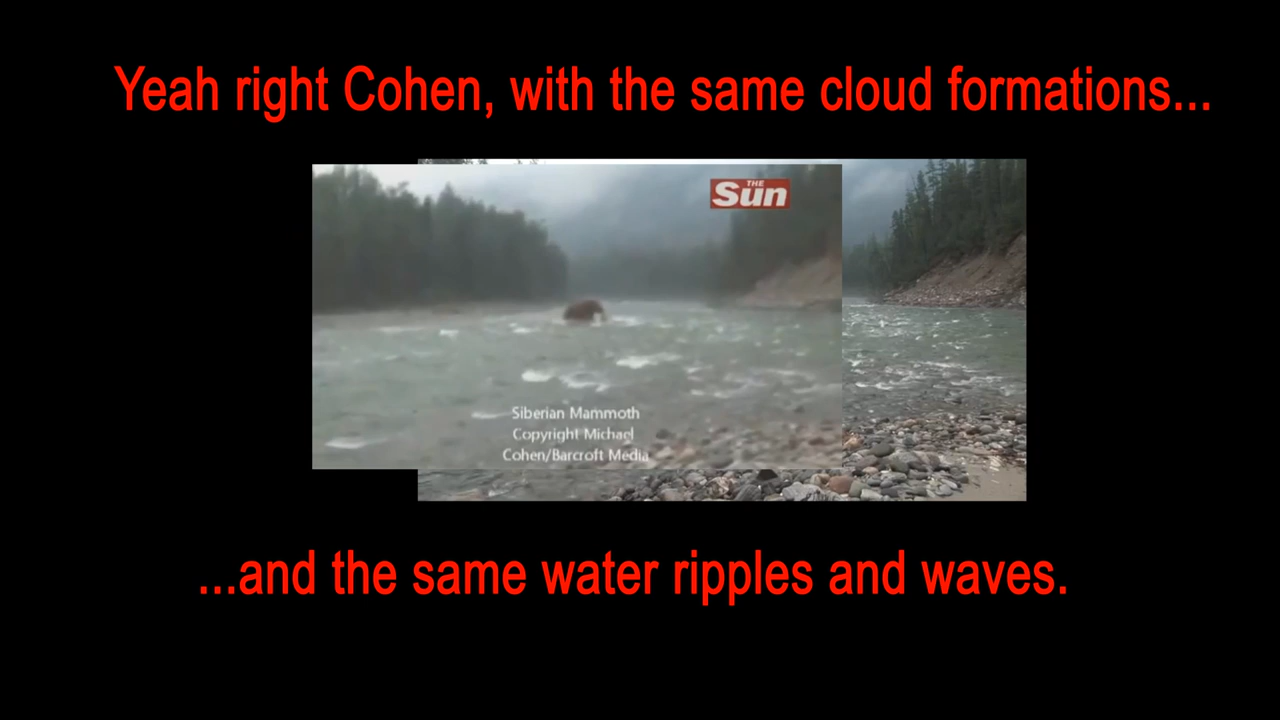 Yeah right Cohen, with the same cloud formations...
THE
Sun
Siberian Mammoth
Copyright Michael
Cohen/Barcroft Media
...and the same water ripples and waves.